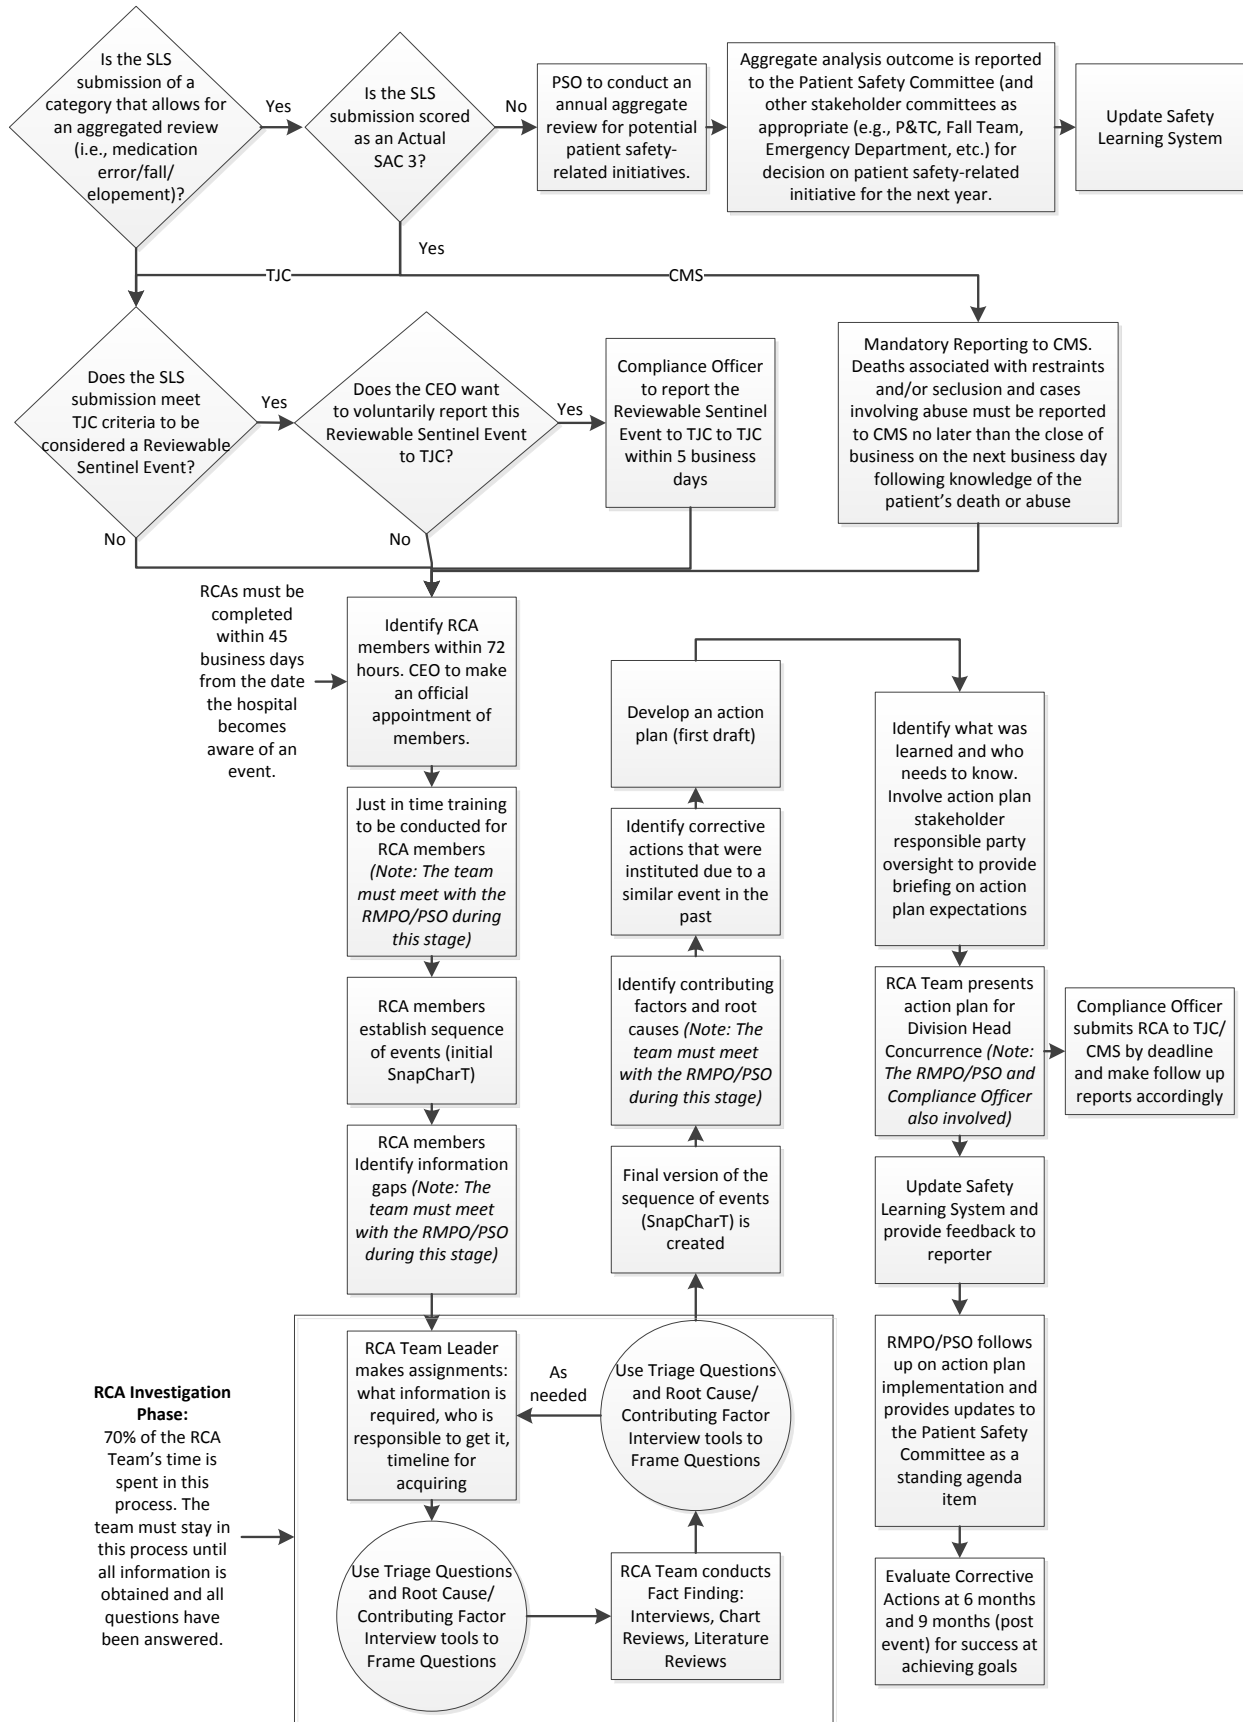 Is the SLS
submission of a
category that allows for
an aggregated review
(i.e., medication
error/fall/
elopement)?
Yes
Is the SLS
submission scored
as an Actual
SAC 3?
No
PSO to conduct an
annual aggregate
review for potential
patient safety-
related initiatives.
Aggregate analysis outcome is reported
to the Patient Safety Committee (and
other stakeholder committees as
appropriate (e.g., P&TC, Fall Team,
Emergency Department, etc.) for
decision on patient safety-related
initiative for the next year.
Update Safety
Learning System
Yes
TJC
CMS
Does the SLS
submission meet
TJC criteria to be
considered a Reviewable
Sentinel Event?
Yes
Does the CEO want
to voluntarily report this
Reviewable Sentinel Event
to TJC?
Yes
Compliance Officer
to report the
Reviewable Sentinel
Event to TJC to TJC
within 5 business
days
Mandatory Reporting to CMS.
Deaths associated with restraints
and/or seclusion and cases
involving abuse must be reported
to CMS no later than the close of
business on the next business day
following knowledge of the
patient's death or abuse
No
No
RCAs must be
completed
within 45
business days
from the date
the hospital
becomes
aware of an
event.
Identify RCA
members within 72
hours. CEO to make
an official
appointment of
members.
Just in time training
to be conducted for
RCA members
(Note: The team
must meet with the
RMPO/PSO during
this stage)
RCA members
establish sequence
of events (initial
SnapCharT)
RCA members
Identify information
gaps (Note: The
team must meet
with the RMPO/PSO
during this stage)
RCA Investigation
Phase:
70% of the RCA
Team's time is
spent in this
process. The
team must stay in
this process until
all information is
obtained and all
questions have
been answered.
RCA Team Leader
makes assignments:
what information is
required, who is
responsible to get it,
timeline for
acquiring
As
needed
Use Triage Questions
and Root Cause/
Contributing Factor
Interview tools to
Frame Questions
RCA Team conducts
Fact Finding:
Interviews, Chart
Reviews, Literature
Reviews
Use Triage Questions
and Root Cause/
Contributing Factor
Interview tools to
Frame Questions
Final version of the
sequence of events
(SnapCharT) is
created
Identify contributing
factors and root
causes (Note: The
team must meet
with the RMPO/PSO
during this stage)
Identify corrective
actions that were
instituted due to a
similar event in the
past
Develop an action
plan (first draft)
Identify what was
learned and who
needs to know.
Involve action plan
stakeholder
responsible party
oversight to provide
briefing on action
plan expectations
RCA Team presents
action plan for
Division Head
Concurrence (Note:
The RMPO/PSO and
Compliance Officer
also involved)
Compliance Officer
submits RCA to TJC/
CMS by deadline
and make follow up
reports accordingly
Update Safety
Learning System and
provide feedback to
reporter
RMPO/PSO follows
up on action plan
implementation and
provides updates to
the Patient Safety
Committee as a
standing agenda
item
Evaluate Corrective
Actions at 6 months
and 9 months (post
event) for success at
achieving goals